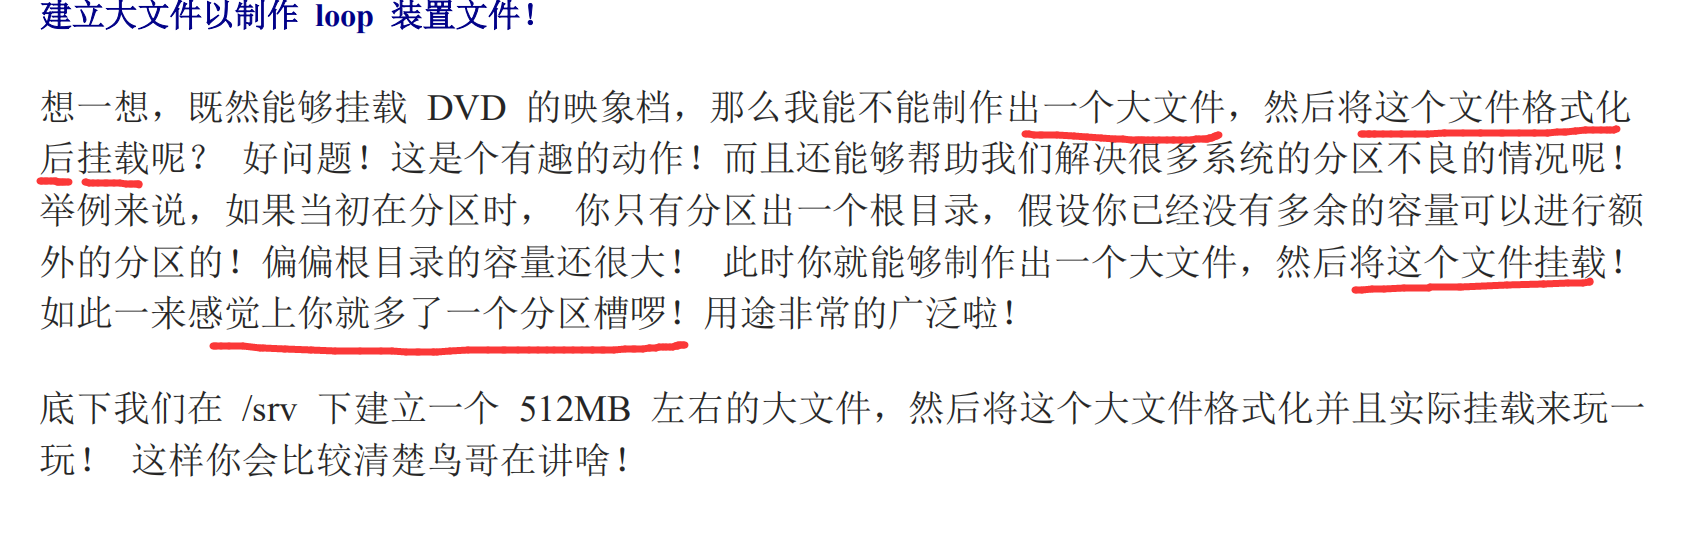 建立大文件以制作 loop 装置文件！
想一想，既然能够挂载 DVD 的映象档，那么我能不能制作出一个大文件，然后将这个文件格式化
后挂载呢？ 好问题！这是个有趣的动作！而且还能够帮助我们解决很多系统的分区不良的情况呢！
举例来说，如果当初在分区时， 你只有分区出一个根目录，假设你已经没有多余的容量可以进行额
外的分区的！偏偏根目录的容量还很大！ 此时你就能够制作出一个大文件，然后将这个文件挂载！
如此一来感觉上你就多了一个分区槽啰！用途非常的广泛啦！
底下我们在 /srv 下建立一个 512MB 左右的大文件，然后将这个大文件格式化并且实际挂载来玩一
玩！ 这样你会比较清楚鸟哥在讲啥！